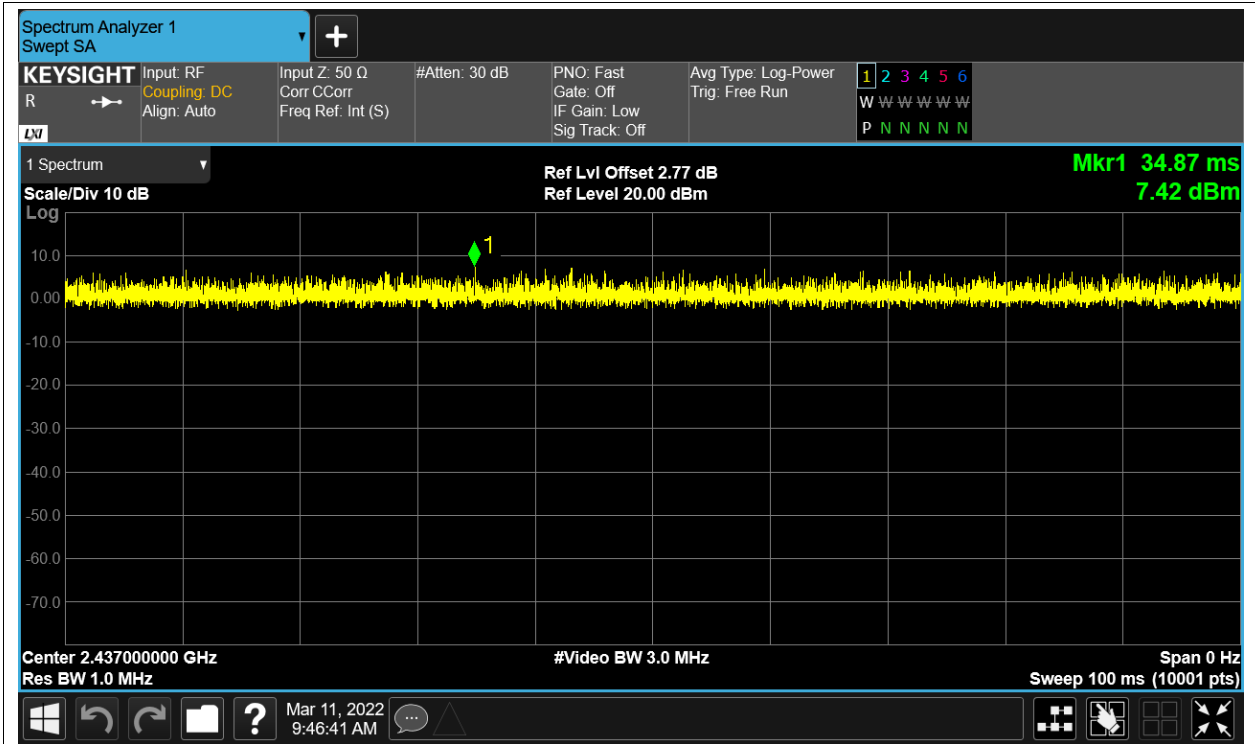 Spectrum Analyzer 1
Swept SA
KEYSIGHT
R
LXI
Input: RF
Coupling: DC
Align: Auto
Input Z: 50 Ω
Corr CCorr
Freq Ref: Int (S)
#Atten: 30 dB
PNO: Fast
Gate: Off
IF Gain: Low
Sig Track: Off
Avg Type: Log-Power
Trig: Free Run
1 2 3 4 5 6
W W W W W W
P N N N N N
1 Spectrum
Scale/Div 10 dB
Ref Lvl Offset 2.77 dB
Ref Level 20.00 dBm
Mkr1 34.87 ms
7.42 dBm
Log
1
10.0
0.00
-10.0
-20.0
-30.0
-40.0
-50.0
-60.0
-70.0
Center 2.437000000 GHz
#Video BW 3.0 MHz
Span 0 Hz
Res BW 1.0 MHz
Sweep 100 ms (10001 pts)
?
Mar 11, 2022
9:46:41 AM